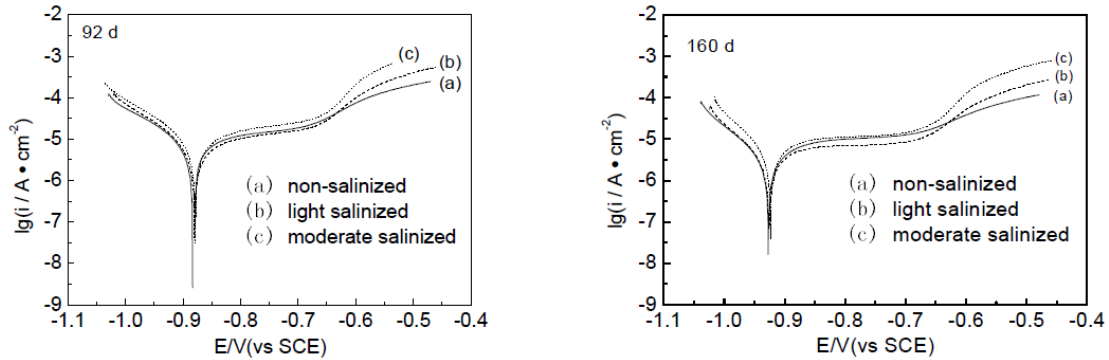 92 d
-2
-3
-4
-5
-6
-7
-8
-9
lg(i / A • cm-2)
(c)
(b)
(a)
(a) non-salinized
(b) light salinized
(c) moderate salinized
-1.1 -1.0 -0.9 -0.8 -0.7 -0.6 -0.5 -0.4
E/V(vs SCE)
160 d
-2
-3
-4
-5
-6
-7
-8
-9
lg(i / A • cm-2)
(c)
(b)
(a)
(a) non-salinized
(b) light salinized
(c) moderate salinized
-1.1 -1.0 -0.9 -0.8 -0.7 -0.6 -0.5 -0.4
E/V(vs SCE)